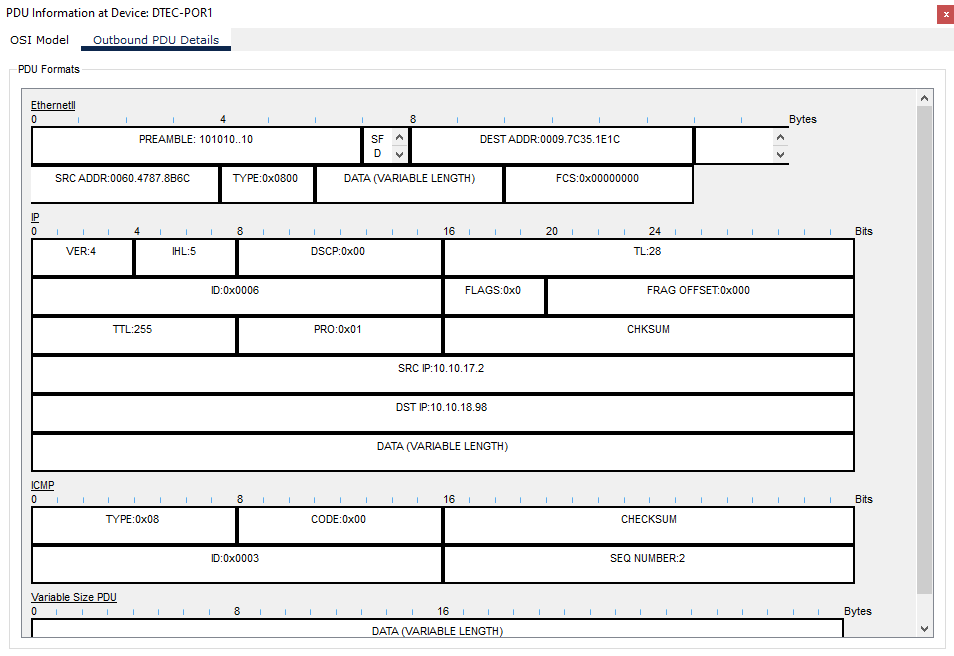 PDU Information at Device: DTEC-POR1
x
OSI Model Outbound PDU Details
PDU Formats
EthernetII
0 4 8 Bytes
PREAMBLE: 101010..10 SF D DEST ADDR:0009.7C35.1E1C
SRC ADDR:0060.4787.8B6C TYPE:0x0800 DATA (VARIABLE LENGTH) FCS:0x00000000
IP
0 4 8 16 20 24 Bits
VER:4 IHL:5 DSCP:0x00 TL:28
ID:0x0006 FLAGS:0x0 FRAG OFFSET:0x000
TTL:255 PRO:0x01 CHKSUM
SRC IP:10.10.17.2
DST IP:10.10.18.98
DATA (VARIABLE LENGTH)
ICMP
0 8 16 Bits
TYPE:0x08 CODE:0x00 CHECKSUM
ID:0x0003 SEQ NUMBER:2
Variable Size PDU
0 8 16 Bytes
DATA (VARIABLE LENGTH)